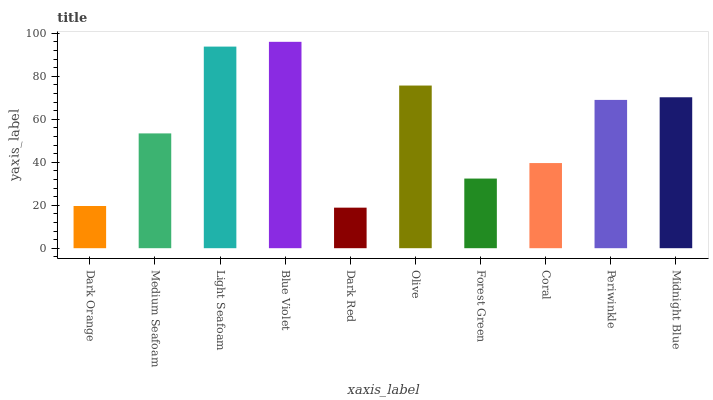 title
100
80
60
40
20
0
yaxis_label
Dark Orange
Medium Seafoam
Light Seafoam
Blue Violet
Dark Red
Olive
Forest Green
Coral
Periwinkle
Midnight Blue
xaxis_label